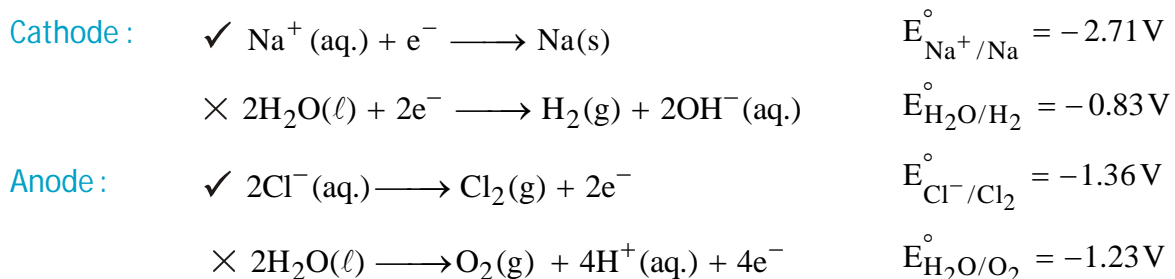 Cathode : ✓ Na⁺ (aq.) + e⁻ ⟶ Na(s) E°Na⁺/Na = − 2.71 V
× 2H₂O(ℓ) + 2e⁻ ⟶ H₂(g) + 2OH⁻(aq.) E°H₂O/H₂ = − 0.83 V
Anode : ✓ 2Cl⁻(aq.) ⟶ Cl₂(g) + 2e⁻ E°Cl⁻/Cl₂ = −1.36 V
× 2H₂O(ℓ) ⟶ O₂(g) + 4H⁺(aq.) + 4e⁻ E°H₂O/O₂ = −1.23 V